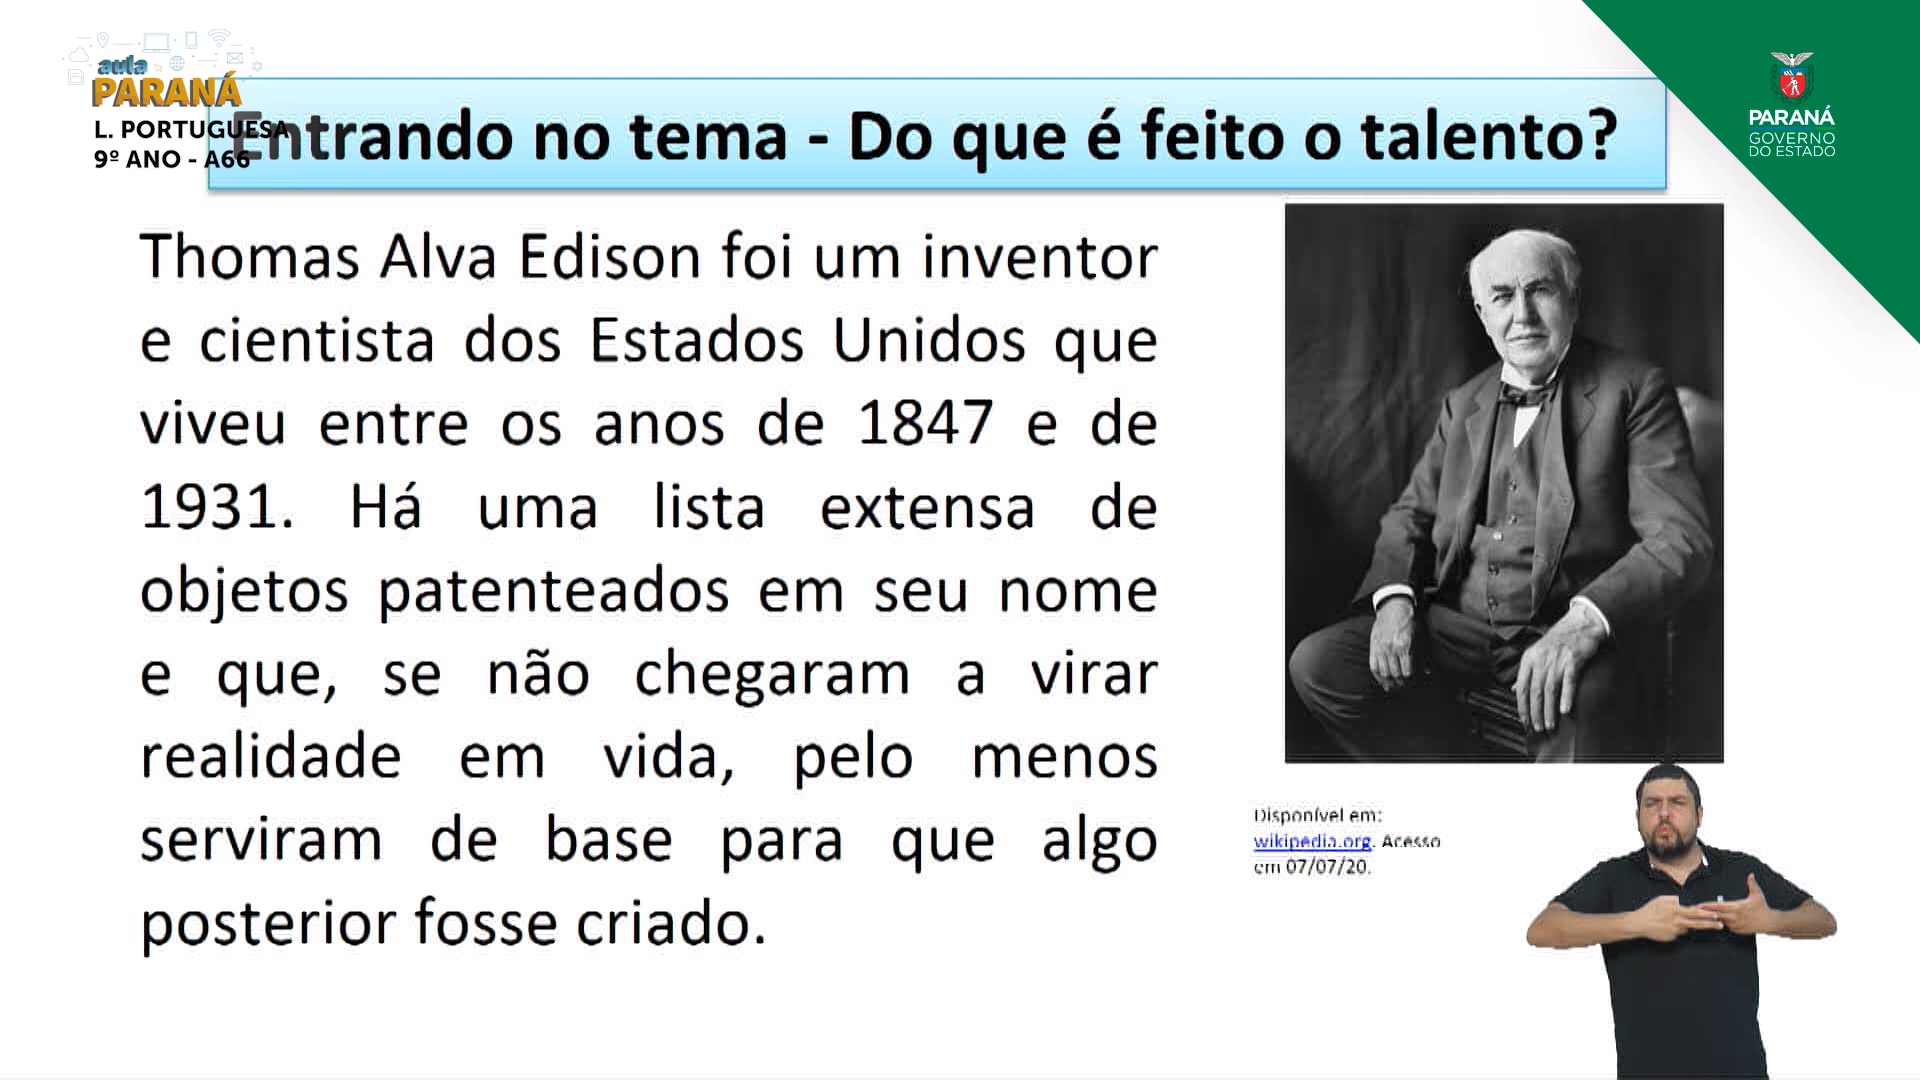 aula
PARANÁ
L. PORTUGUESA
9º ANO - A66
Entrando no tema - Do que é feito o talento?
PARANÁ
GOVERNO
DO ESTADO
Thomas Alva Edison foi um inventor
e cientista dos Estados Unidos que
viveu entre os anos de 1847 e de
1931. Há uma lista extensa de
objetos patenteados em seu nome
e que, se não chegaram a virar
realidade em vida, pelo menos
serviram de base para que algo
posterior fosse criado.
Disponível em:
wikipedia.org. Acesso
em 07/07/20.